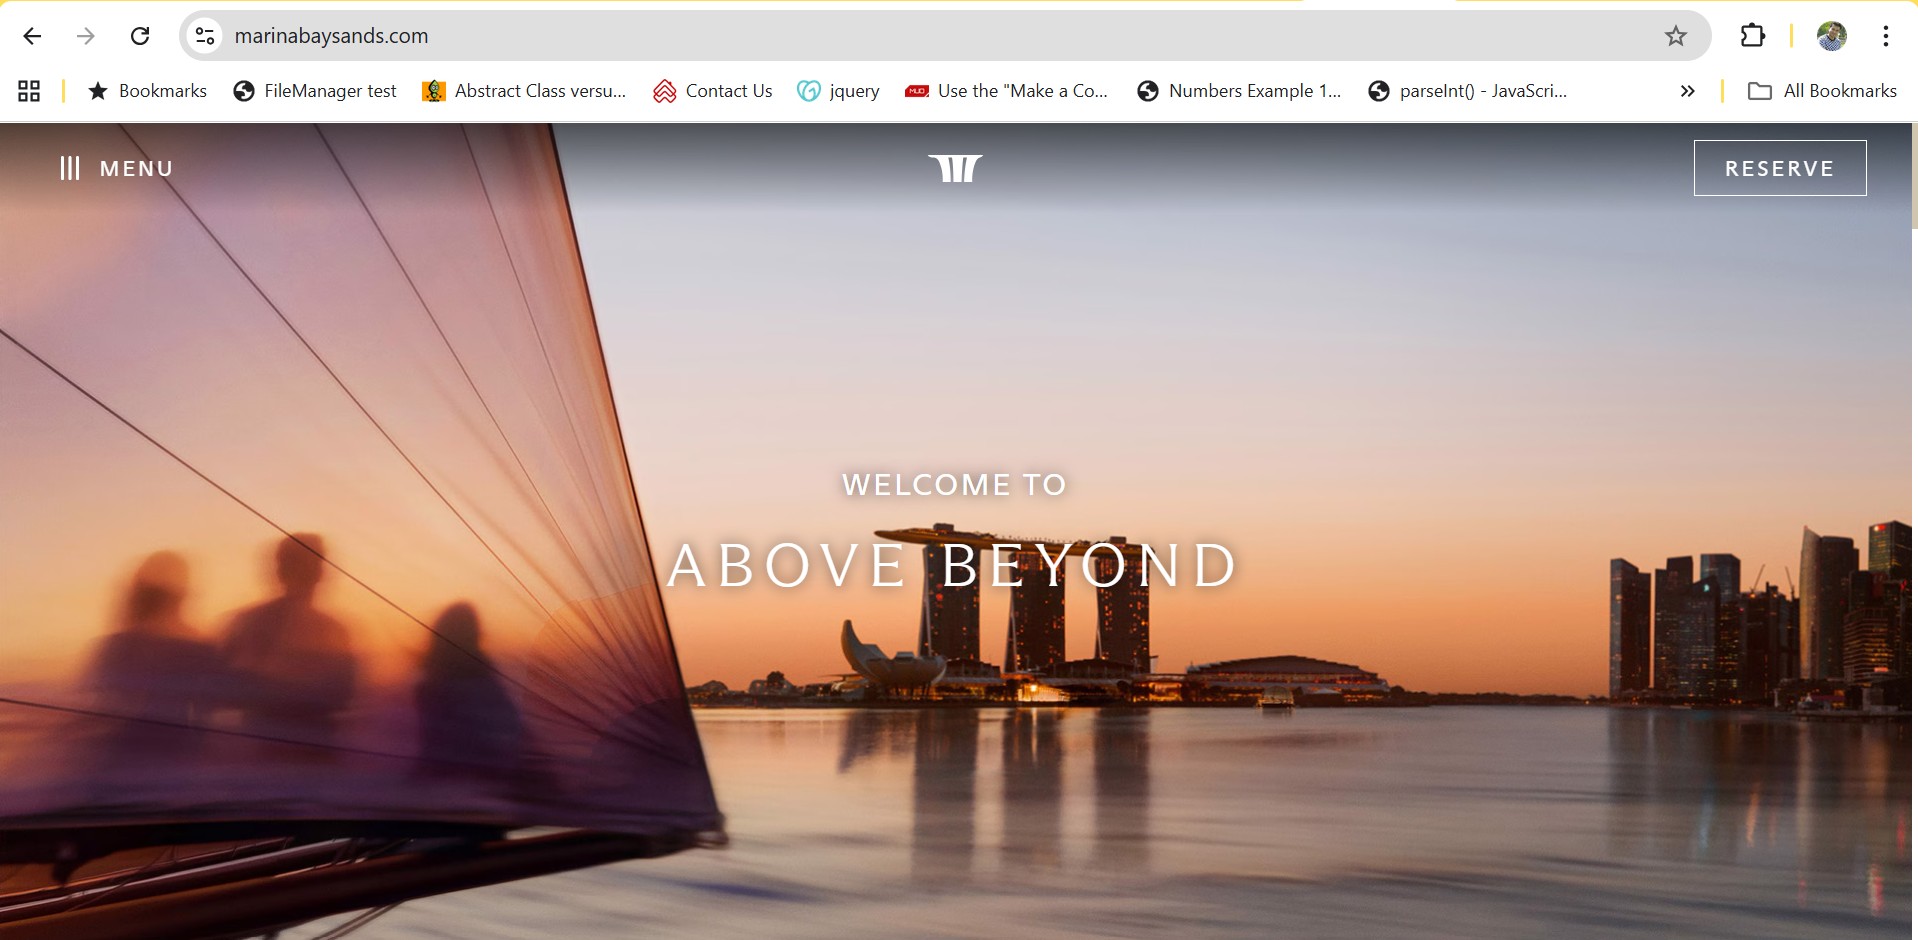 marinabaysands.com
Bookmarks FileManager test Abstract Class versu... Contact Us jquery MUO Use the "Make a Co... Numbers Example 1... parseInt() - JavaScri... All Bookmarks
MENU RESERVE
WELCOME TO
ABOVE BEYOND